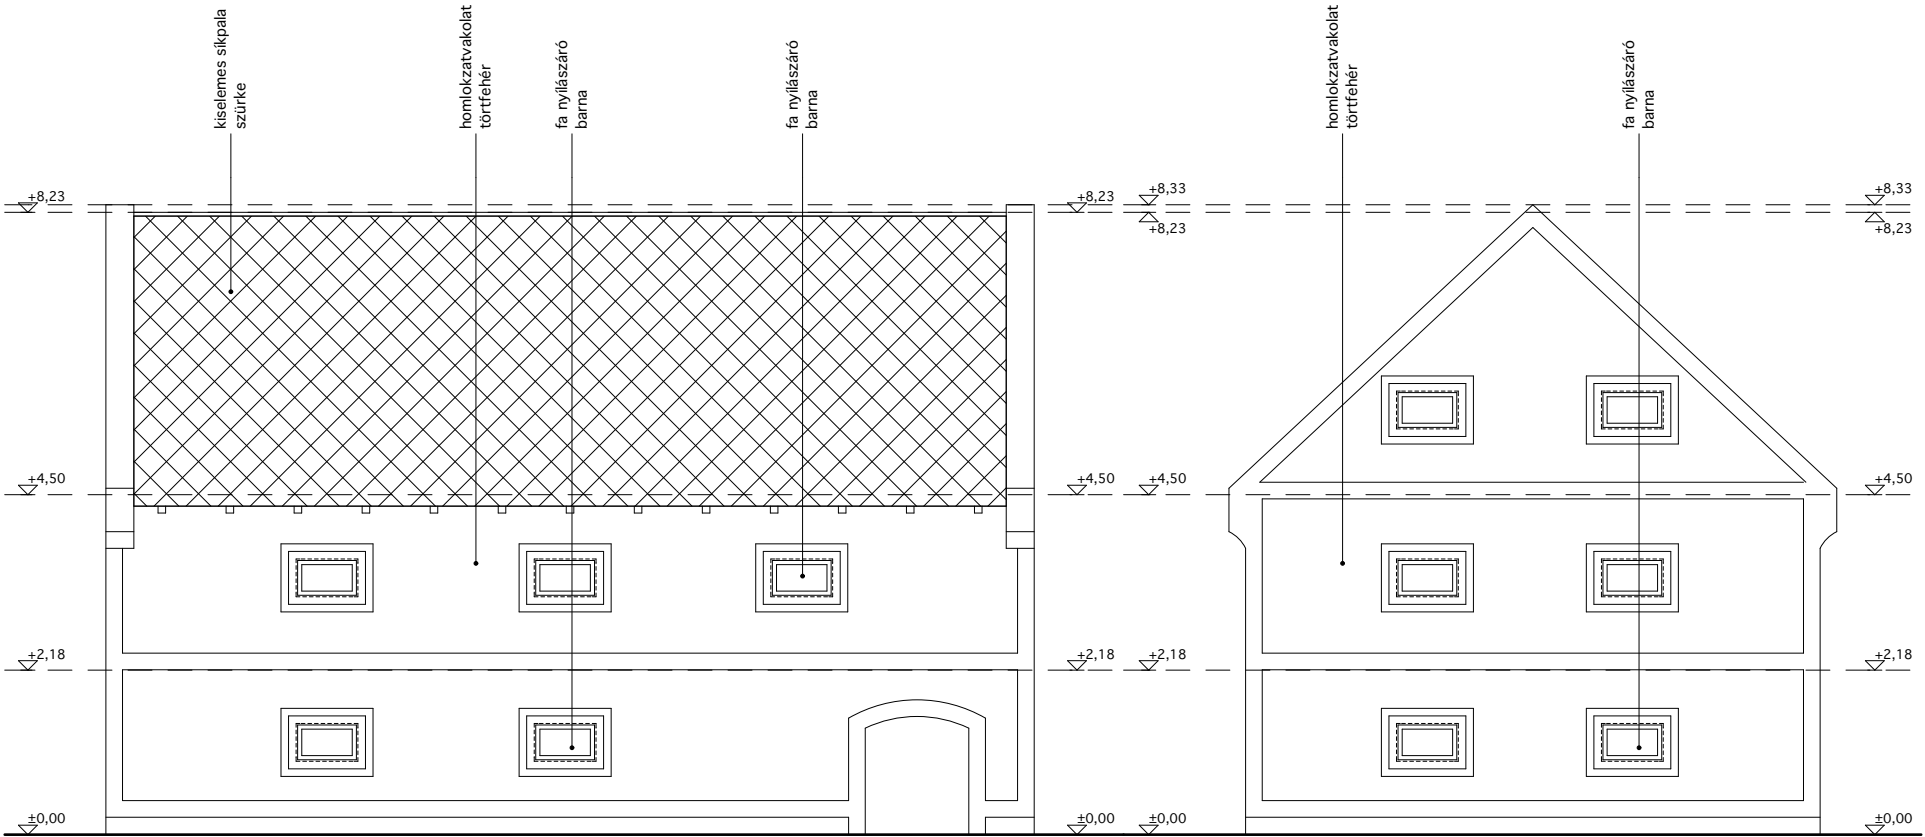 kiselemes síkpala
szürke
homlokzatvakolat
törtfehér
fa nyílászáró
barna
fa nyílászáró
barna
homlokzatvakolat
törtfehér
fa nyílászáró
barna
+8,23
+8,23
+8,33
+8,33
+8,23
+8,23
+4,50
+4,50
+4,50
+4,50
+2,18
+2,18
+2,18
+2,18
±0,00
±0,00
±0,00
±0,00